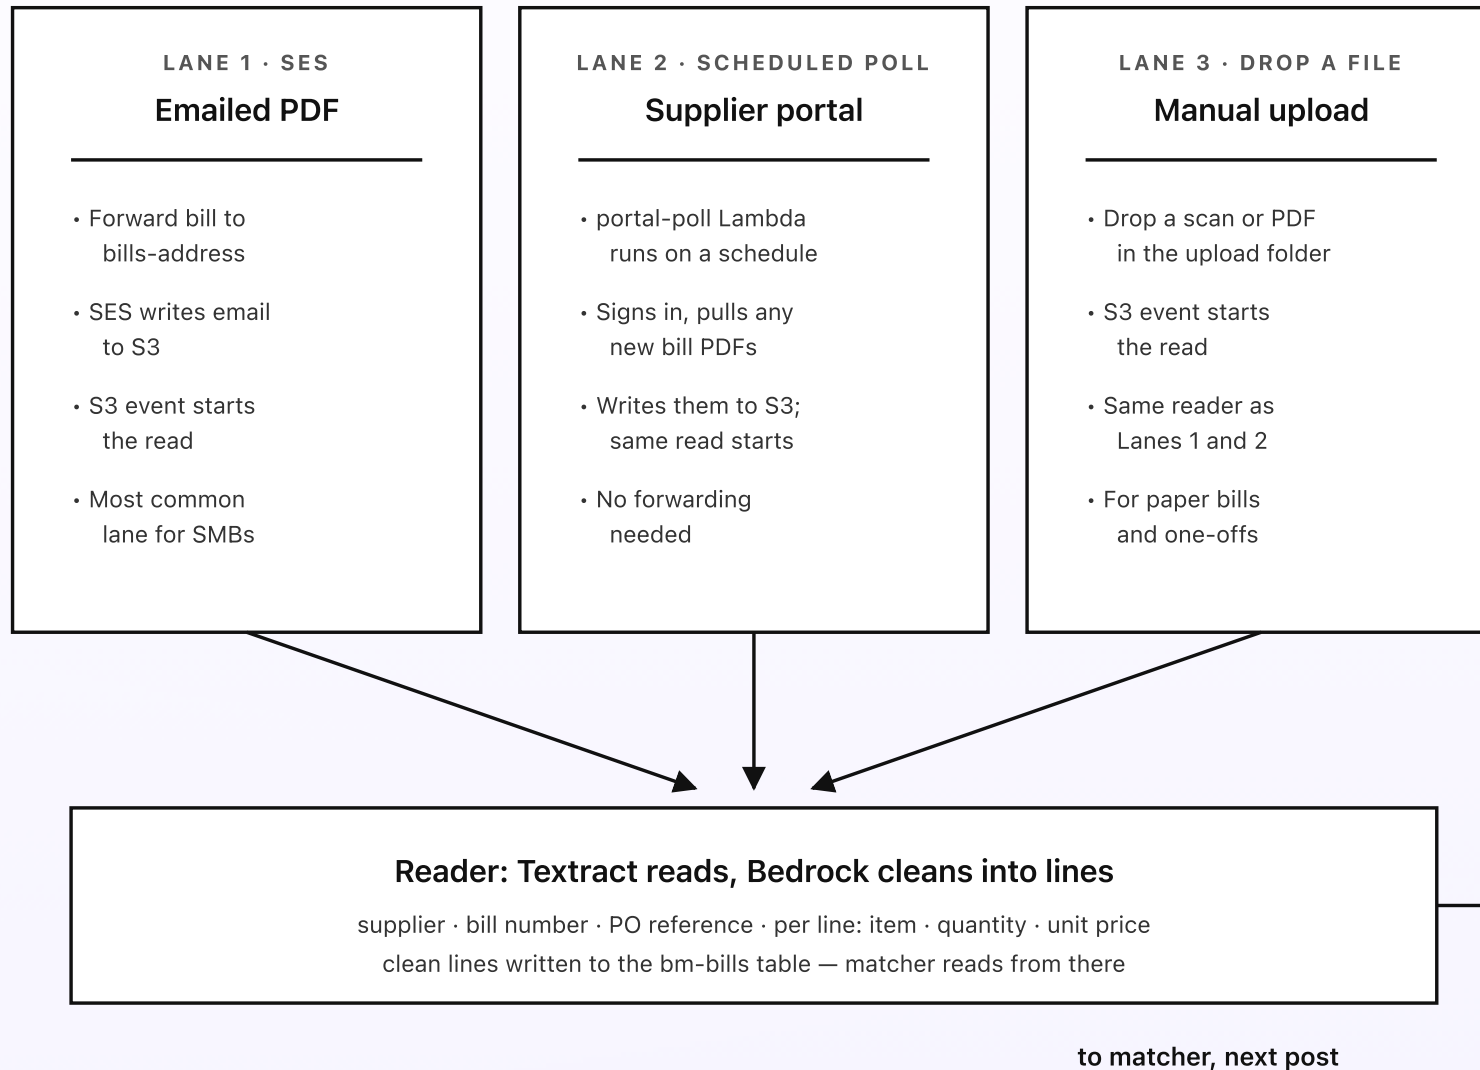 LANE 1 · SES
Emailed PDF
• Forward bill to
bills-address
• SES writes email
to S3
• S3 event starts
the read
• Most common
lane for SMBs
LANE 2 · SCHEDULED POLL
Supplier portal
• portal-poll Lambda
runs on a schedule
• Signs in, pulls any
new bill PDFs
• Writes them to S3;
same read starts
• No forwarding
needed
LANE 3 · DROP A FILE
Manual upload
• Drop a scan or PDF
in the upload folder
• S3 event starts
the read
• Same reader as
Lanes 1 and 2
• For paper bills
and one-offs
Reader: Textract reads, Bedrock cleans into lines
supplier · bill number · PO reference · per line: item · quantity · unit price
clean lines written to the bm-bills table — matcher reads from there
to matcher, next post